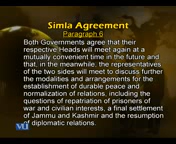 Simla Agreement
Paragraph 6
Both Governments agree that their
respective Heads will meet again at a
mutually convenient time in the future and
that, in the meanwhile, the representatives
of the two sides will meet to discuss further
the modalities and arrangements for the
establishment of durable peace and
normalization of relations, including the
questions of repatriation of prisoners of
war and civilian internees, a final settlement
of Jammu and Kashmir and the resumption
of diplomatic relations.